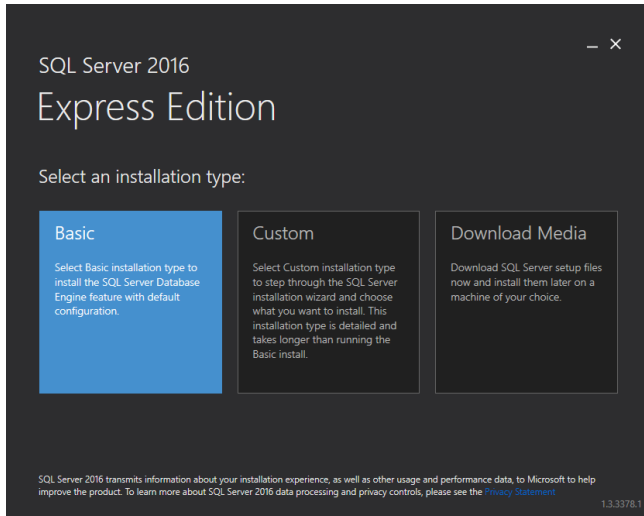 SQL Server 2016
Express Edition
Select an installation type:
Basic
Select Basic installation type to
install the SQL Server Database
Engine feature with default
configuration.
Custom
Select Custom installation type
to step through the SQL Server
installation wizard and choose
what you want to install. This
installation type is detailed and
takes longer than running the
Basic install.
Download Media
Download SQL Server setup files
now and install them later on a
machine of your choice.
SQL Server 2016 transmits information about your installation experience, as well as other usage and performance data, to Microsoft to help
improve the product. To learn more about SQL Server 2016 data processing and privacy controls, please see the Privacy Statement
1.3.3378.1